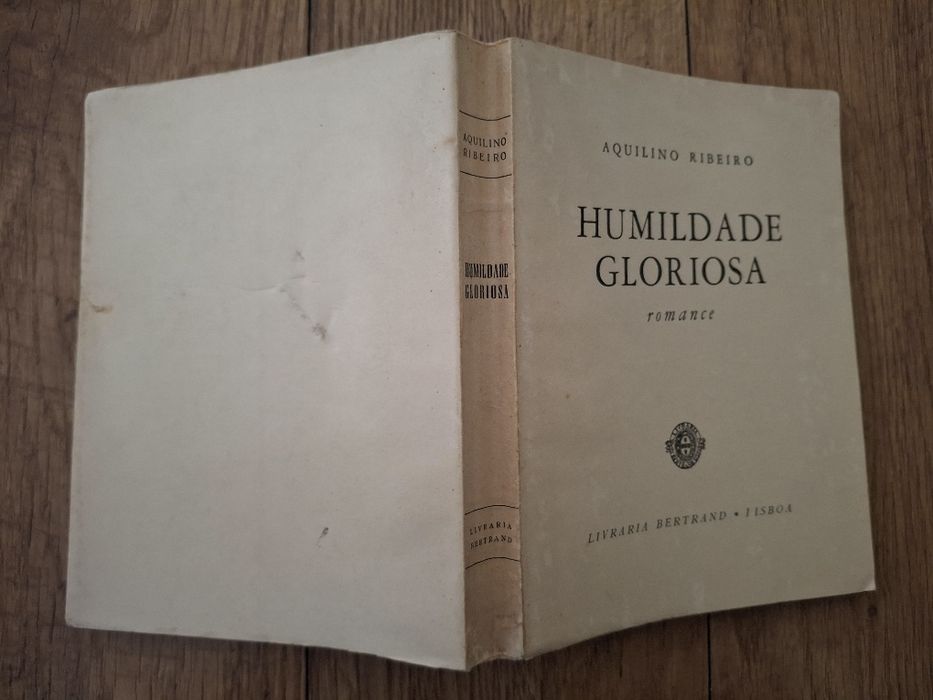 AQUILINO
RIBEIRO
HUMILDADE
GLORIOSA
LIVRARIA
BERTRAND
AQUILINO RIBEIRO
HUMILDADE
GLORIOSA
romance
LIVRARIA BERTRAND • LISBOA